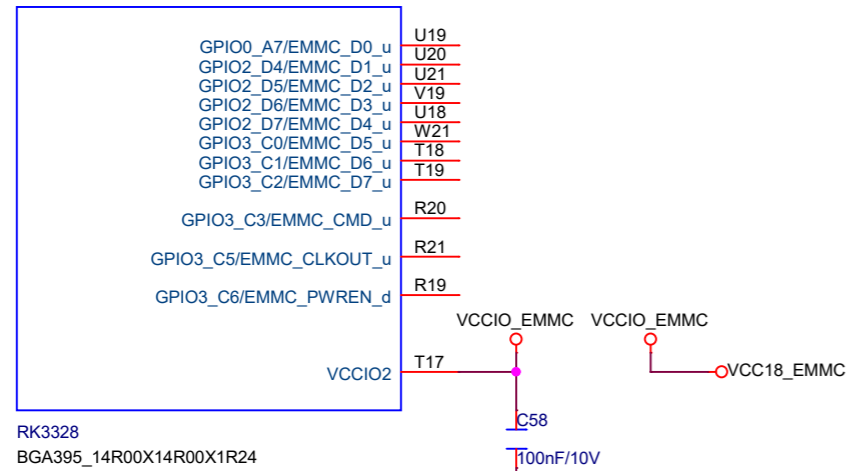 GPIO0_A7/EMMC_D0_u U19
GPIO2_D4/EMMC_D1_u U20
GPIO2_D5/EMMC_D2_u U21
GPIO2_D6/EMMC_D3_u V19
GPIO2_D7/EMMC_D4_u U18
GPIO3_C0/EMMC_D5_u W21
GPIO3_C1/EMMC_D6_u T18
GPIO3_C2/EMMC_D7_u T19
GPIO3_C3/EMMC_CMD_u R20
GPIO3_C5/EMMC_CLKOUT_u R21
GPIO3_C6/EMMC_PWREN_d R19
VCCIO_EMMC VCCIO_EMMC
VCCIO2 T17 VCC18_EMMC
C58
RK3328
BGA395_14R00X14R00X1R24 100nF/10V